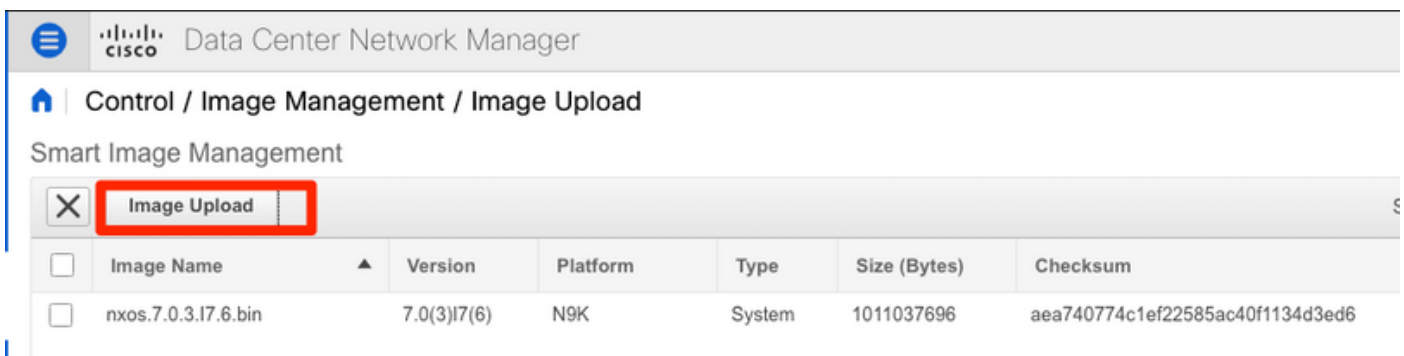 cisco Data Center Network Manager
Control / Image Management / Image Upload
Smart Image Management
Image Upload S
Image Name Version Platform Type Size (Bytes) Checksum
nxos.7.0.3.I7.6.bin 7.0(3)I7(6) N9K System 1011037696 aea740774c1ef22585ac40f1134d3ed6